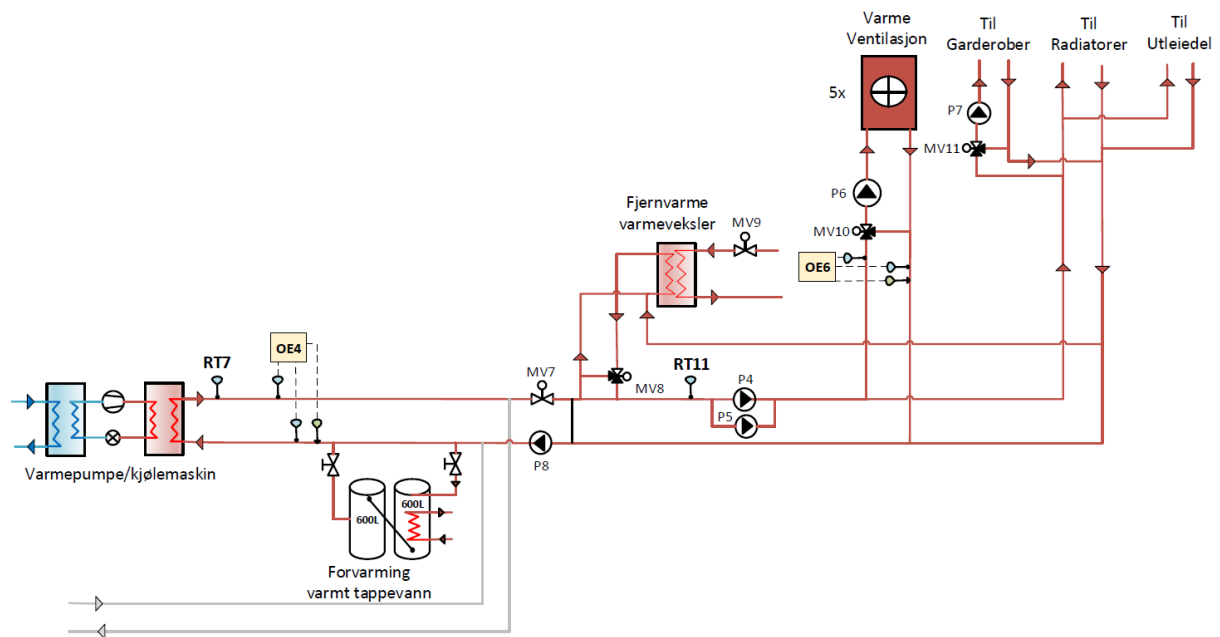 Varme
Ventilasjon
Til
Garderober
Til
Radiatorer
Til
Utleiedel
5x
P7
MV11
P6
Fjernvarme
varmeveksler
MV9
MV10
OE6
RT7
OE4
MV7
MV8
RT11
P4
P5
P8
Varmepumpe/kjølemaskin
600L
600L
Forvarming
varmt tappevann